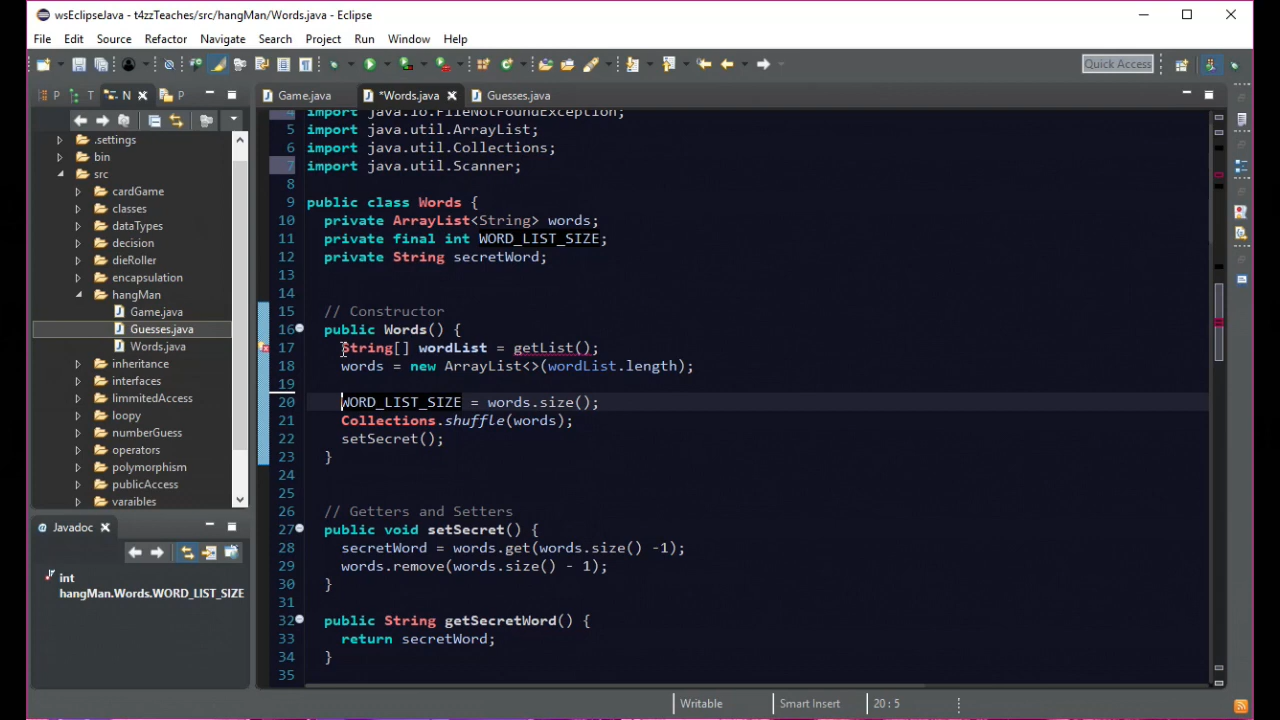 wsEclipseJava - t4zzTeaches/src/hangMan/Words.java - Eclipse
File Edit Source Refactor Navigate Search Project Run Window Help
Quick Access
P T N P
Game.java *Words.java Guesses.java
.settings
bin
src
cardGame
classes
dataTypes
decision
dieRoller
encapsulation
hangMan
Game.java
Guesses.java
Words.java
inheritance
interfaces
limmitedAccess
loopy
numberGuess
operators
polymorphism
publicAccess
varaibles
Javadoc
int
hangMan.Words.WORD_LIST_SIZE
4 import java.io.FileNotFoundException;
5 import java.util.ArrayList;
6 import java.util.Collections;
7 import java.util.Scanner;
8
9 public class Words {
10 private ArrayList<String> words;
11 private final int WORD_LIST_SIZE;
12 private String secretWord;
13
14
15 // Constructor
16 public Words() {
17 String[] wordList = getList();
18 words = new ArrayList<>(wordList.length);
19
20 WORD_LIST_SIZE = words.size();
21 Collections.shuffle(words);
22 setSecret();
23 }
24
25
26 // Getters and Setters
27 public void setSecret() {
28 secretWord = words.get(words.size() -1);
29 words.remove(words.size() - 1);
30 }
31
32 public String getSecretWord() {
33 return secretWord;
34 }
35
Writable Smart Insert 20 : 5